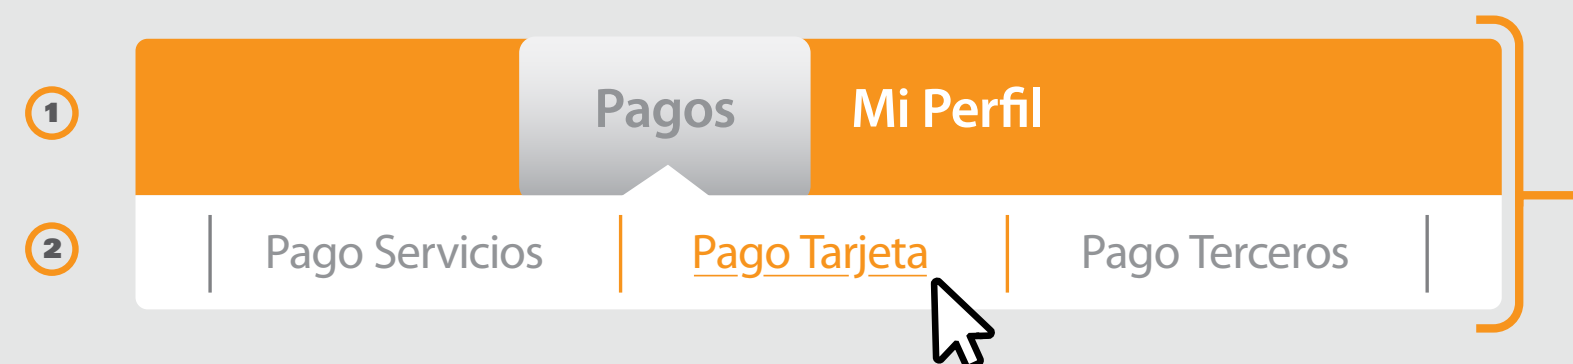 1 Pagos Mi Perfil
2 Pago Servicios Pago Tarjeta Pago Terceros